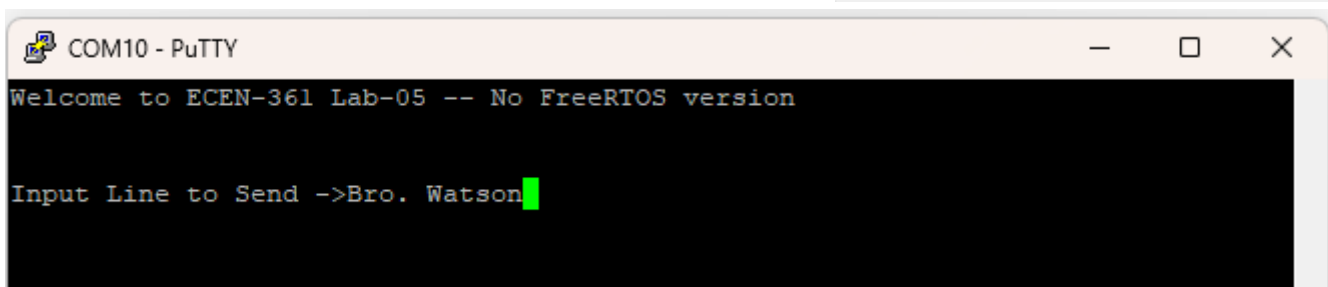 COM10 - PuTTY
Welcome to ECEN-361 Lab-05 -- No FreeRTOS version
Input Line to Send ->Bro. Watson